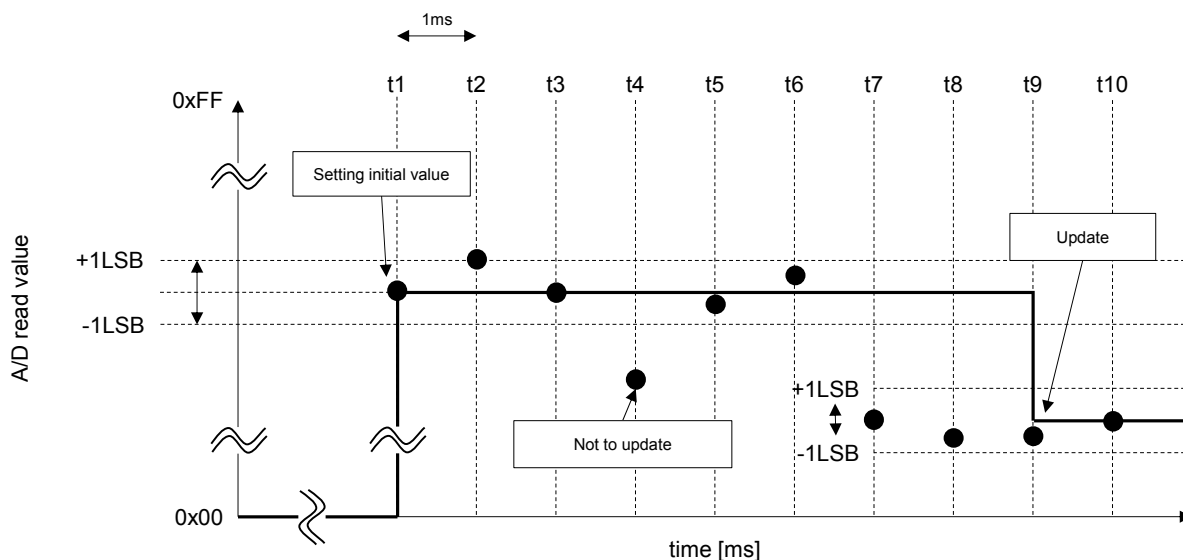 1ms
t1 t2 t3 t4 t5 t6 t7 t8 t9 t10
0xFF
Setting initial value
Update
+1LSB
-1LSB
A/D read value
+1LSB
Not to update
-1LSB
0x00
time [ms]